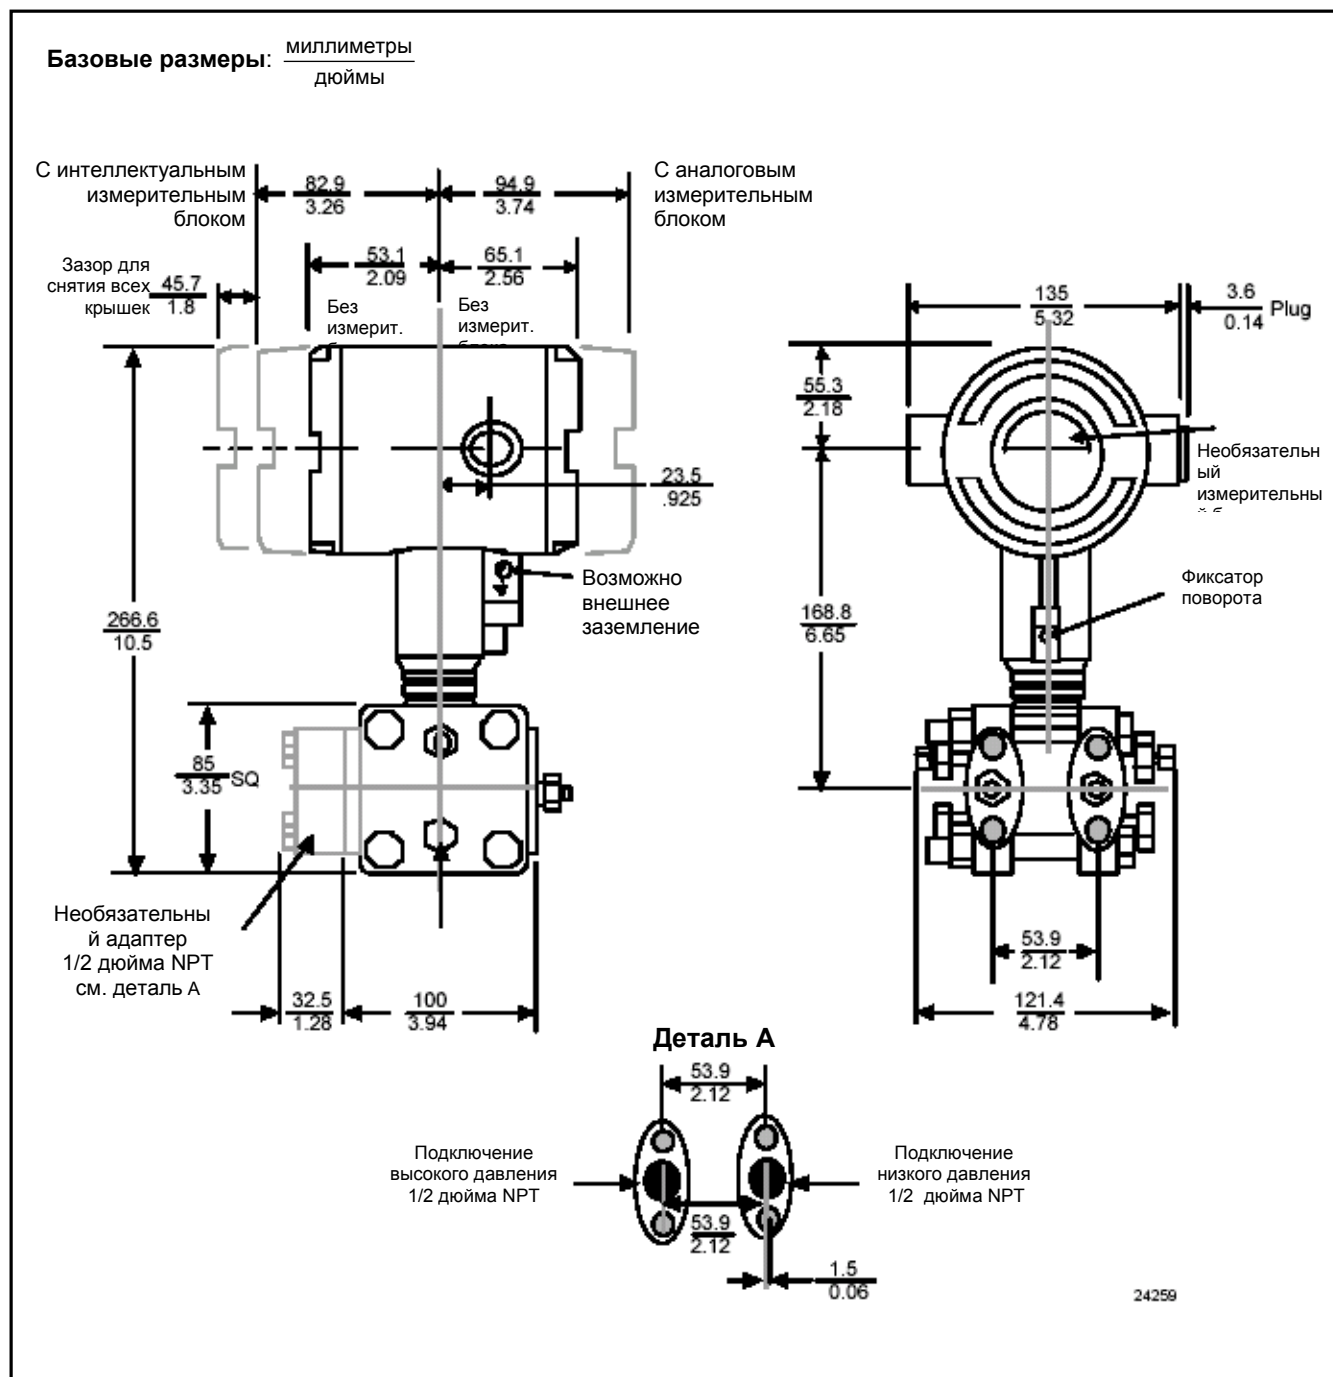 Базовые размеры: миллиметры
дюймы
С интеллектуальным
измерительным
блоком
82.9
3.26
94.9
3.74
С аналоговым
измерительным
блоком
53.1
2.09
65.1
2.56
Зазор для
снятия всех
крышек
45.7
1.8
Без
измерит.
Без
измерит.
135
5.32
3.6
0.14
Plug
55.3
2.18
Необязательн
ый
измерительны
23.5
.925
Возможно
внешнее
заземление
Фиксатор
поворота
266.6
10.5
168.8
6.65
85
3.35
SQ
Необязательны
й адаптер
1/2 дюйма NPT
см. деталь А
32.5
1.28
100
3.94
53.9
2.12
121.4
4.78
Деталь А
53.9
2.12
Подключение
высокого давления
1/2 дюйма NPT
Подключение
низкого давления
1/2 дюйма NPT
53.9
2.12
1.5
0.06
24259